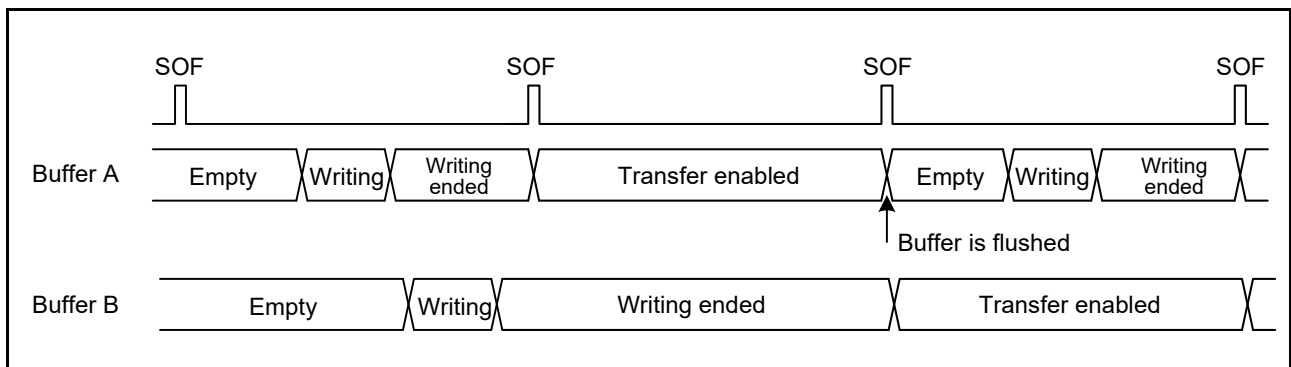 SOF SOF SOF SOF
Buffer A Empty Writing Writing ended Transfer enabled Empty Writing Writing ended
Buffer is flushed
Buffer B Empty Writing Writing ended Transfer enabled